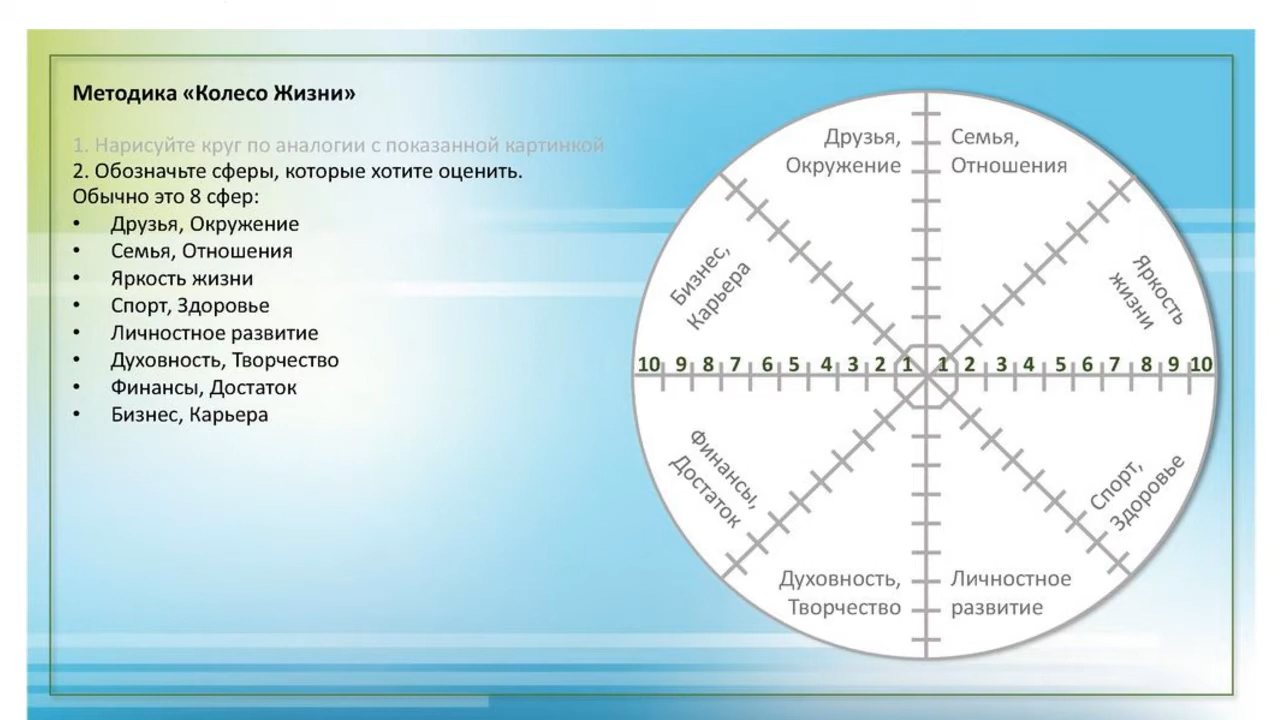 Методика «Колесо Жизни»
1. Нарисуйте круг по аналогии с показанной картинкой
2. Обозначьте сферы, которые хотите оценить.
Обычно это 8 сфер:
• Друзья, Окружение
• Семья, Отношения
• Яркость жизни
• Спорт, Здоровье
• Личностное развитие
• Духовность, Творчество
• Финансы, Достаток
• Бизнес, Карьера
Друзья,
Окружение
Семья,
Отношения
Бизнес,
Карьера
Яркость
жизни
10 9 8 7 6 5 4 3 2 1 1 2 3 4 5 6 7 8 9 10
Финансы,
Достаток
Спорт,
Здоровье
Духовность,
Творчество
Личностное
развитие